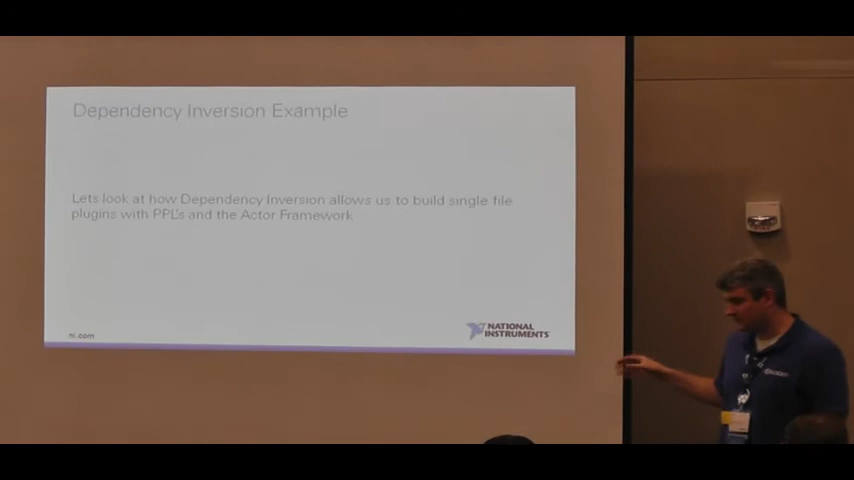 Dependency Inversion Example
Lets look at how Dependency Inversion allows us to build single file
plugins with PPL's and the Actor Framework
ni.com
NATIONAL
INSTRUMENTS